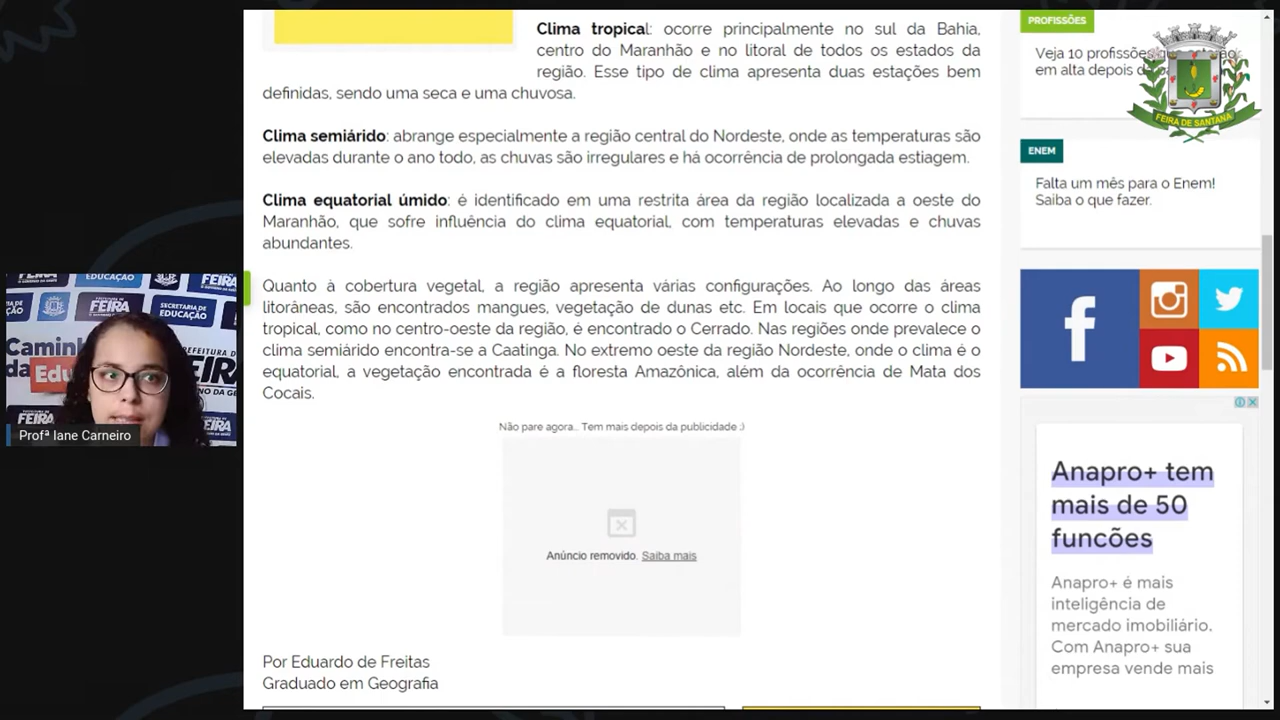 Clima tropical: ocorre principalmente no sul da Bahia,
centro do Maranhão e no litoral de todos os estados da
região. Esse tipo de clima apresenta duas estações bem
definidas, sendo uma seca e uma chuvosa.
Clima semiárido: abrange especialmente a região central do Nordeste, onde as temperaturas são
elevadas durante o ano todo, as chuvas são irregulares e há ocorrência de prolongada estiagem.
Clima equatorial úmido: é identificado em uma restrita área da região localizada a oeste do
Maranhão, que sofre influência do clima equatorial, com temperaturas elevadas e chuvas
abundantes.
Quanto à cobertura vegetal, a região apresenta várias configurações. Ao longo das áreas
litorâneas, são encontrados mangues, vegetação de dunas etc. Em locais que ocorre o clima
tropical, como no centro-oeste da região, é encontrado o Cerrado. Nas regiões onde prevalece o
clima semiárido encontra-se a Caatinga. No extremo oeste da região Nordeste, onde o clima é o
equatorial, a vegetação encontrada é a floresta Amazônica, além da ocorrência de Mata dos
Cocais.
Não pare agora... Tem mais depois da publicidade ;)
Anúncio removido. Saiba mais
Por Eduardo de Freitas
Graduado em Geografia
PROFISSÕES
Veja 10 profissões
em alta depois
FEIRA DE SANTANA
ENEM
Falta um mês para o Enem!
Saiba o que fazer.
Anapro+ tem
mais de 50
funcões
Anapro+ é mais
inteligência de
mercado imobiliário.
Com Anapro+ sua
empresa vende mais
EDUCAÇÃO
FEIRA
SECRETARIA DE
EDUCAÇÃO
Caminh
da
Edu
PREFEITURA D
FEIRA
Profª Iane Carneiro